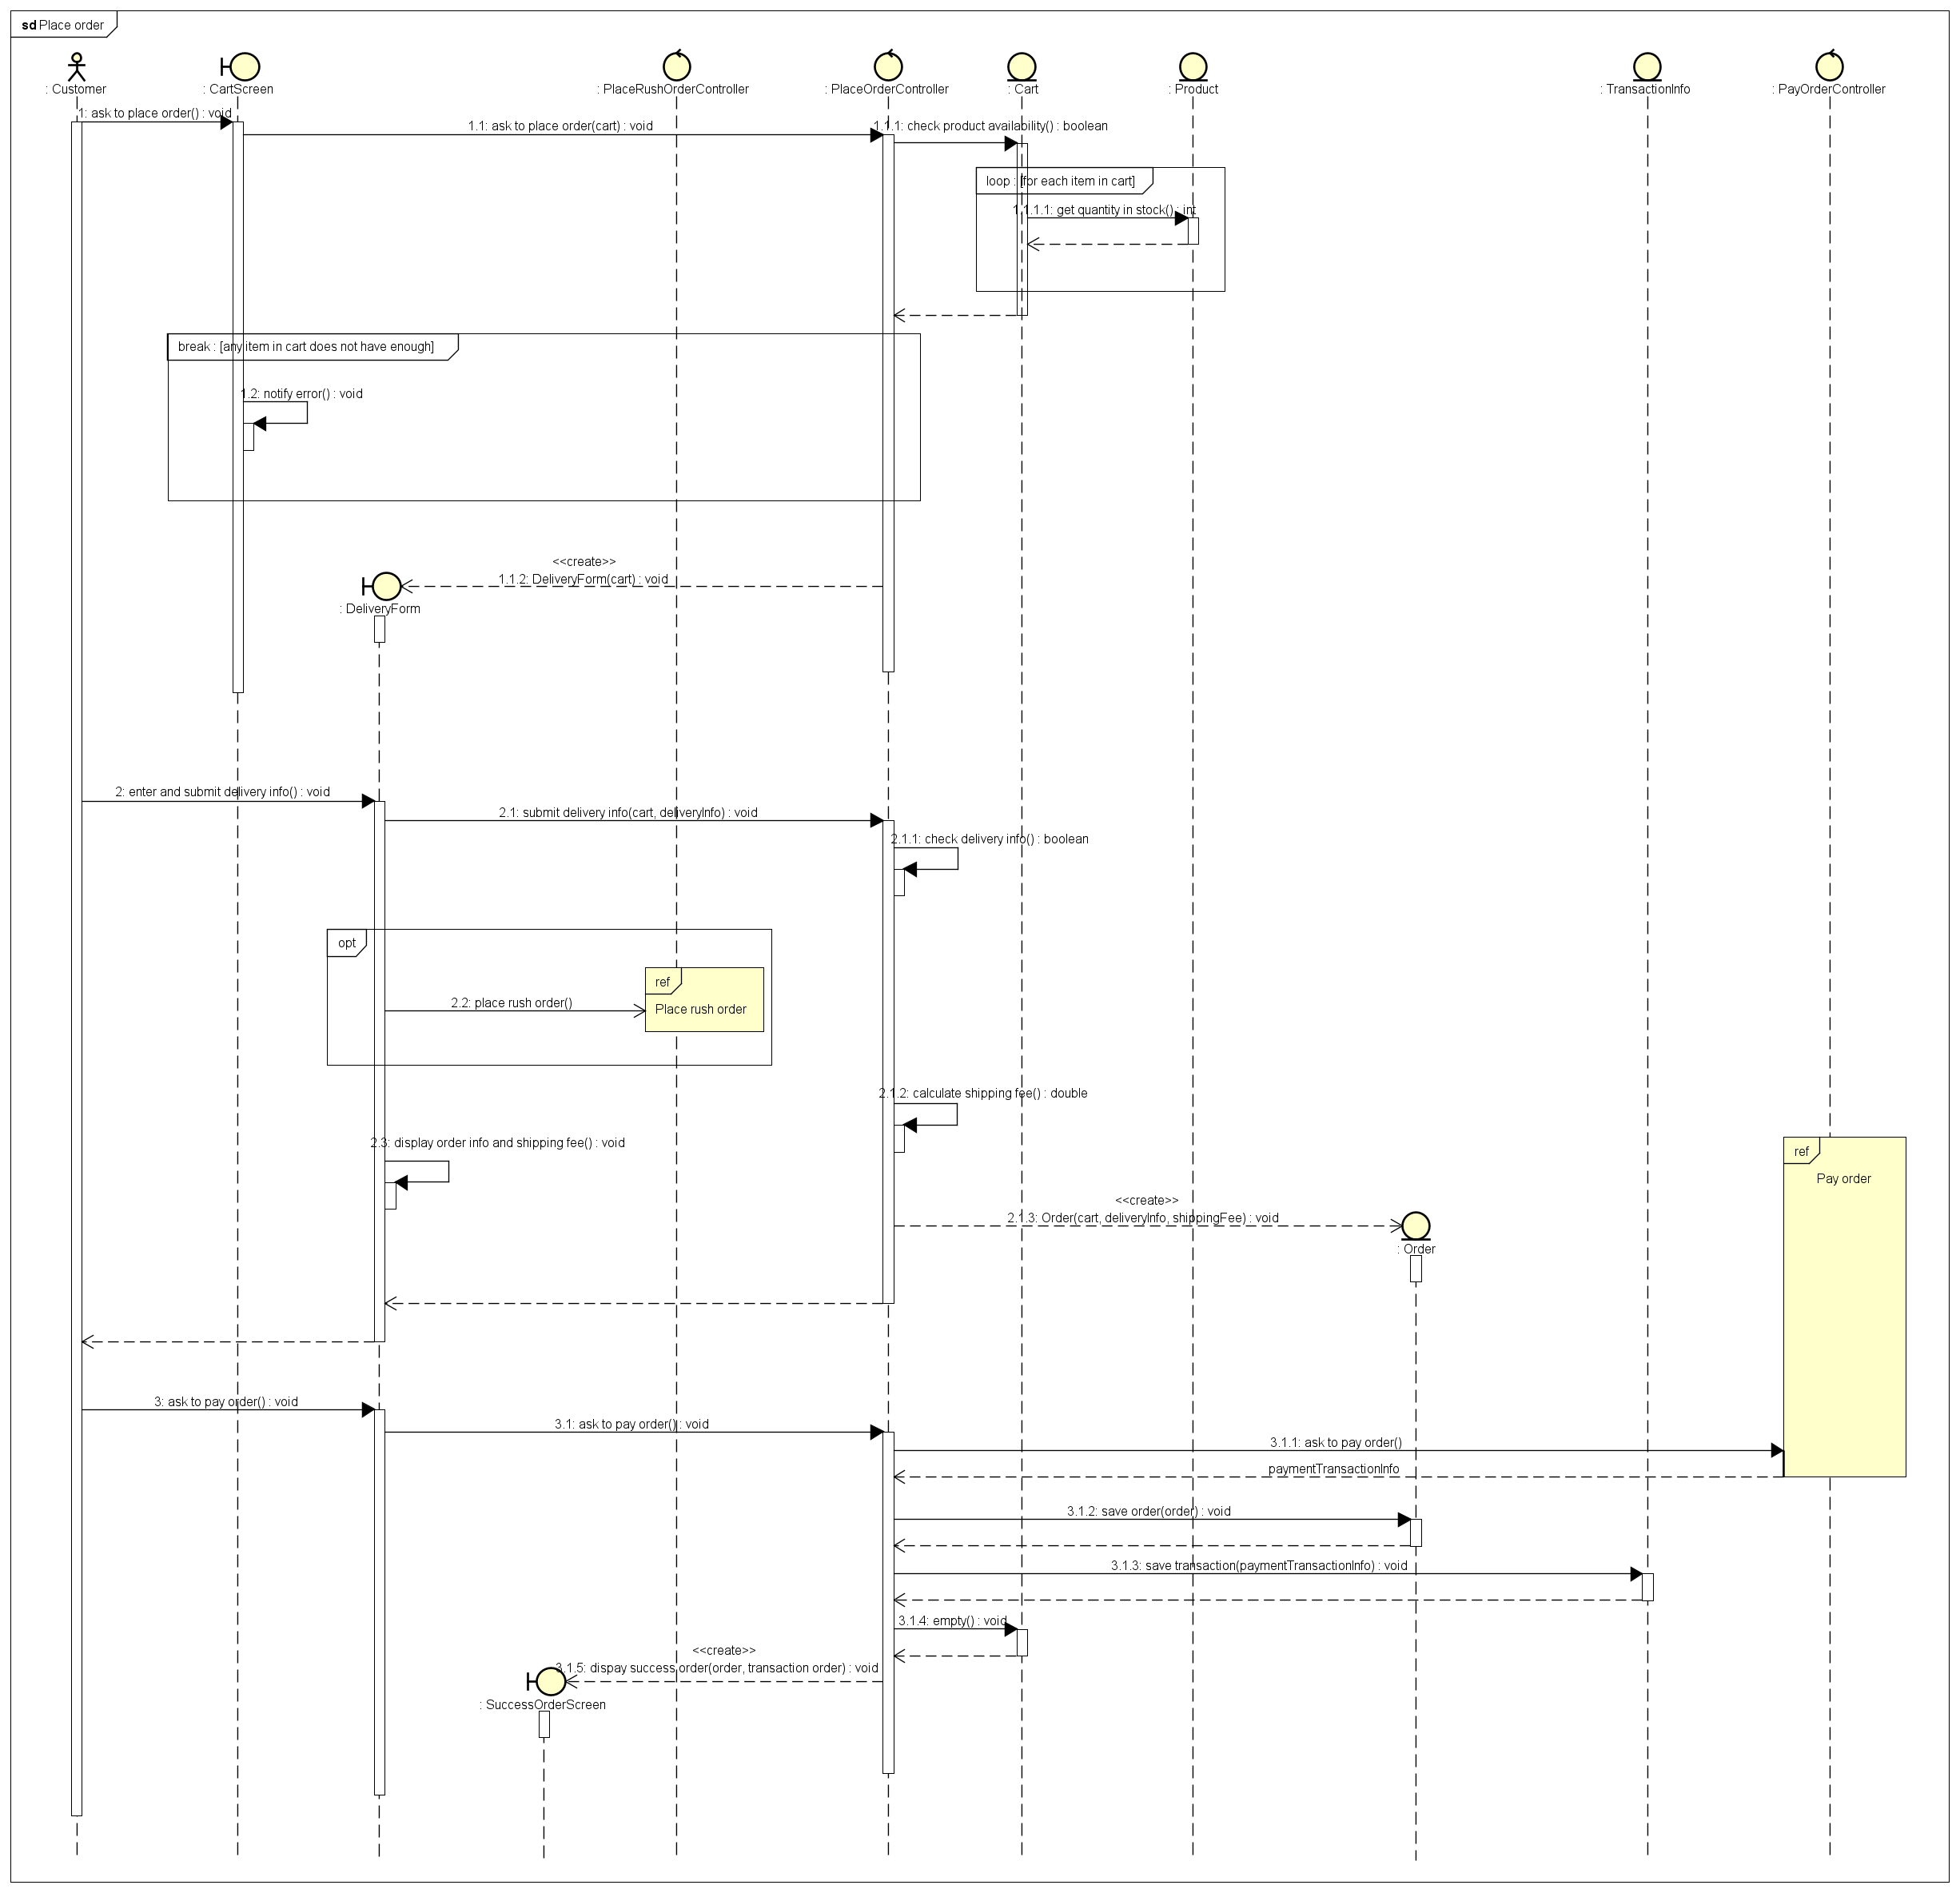 sd Place order
: Customer
: CartScreen
: PlaceRushOrderController
: PlaceOrderController
: Cart
: Product
: TransactionInfo
: PayOrderController
1: ask to place order() : void
1.1: ask to place order(cart) : void
1.1.1: check product availability() : boolean
loop : [for each item in cart]
1.1.1.1: get quantity in stock() : int
break : [any item in cart does not have enough]
1.2: notify error() : void
<<create>>
1.1.2: DeliveryForm(cart) : void
: DeliveryForm
2: enter and submit delivery info() : void
2.1: submit delivery info(cart, deliveryInfo) : void
2.1.1: check delivery info() : boolean
opt
ref
2.2: place rush order()
Place rush order
2.1.2: calculate shipping fee() : double
2.3: display order info and shipping fee() : void
ref
Pay order
<<create>>
2.1.3: Order(cart, deliveryInfo, shippingFee) : void
: Order
3: ask to pay order() : void
3.1: ask to pay order() : void
3.1.1: ask to pay order()
paymentTransactionInfo
3.1.2: save order(order) : void
3.1.3: save transaction(paymentTransactionInfo) : void
3.1.4: empty() : void
<<create>>
3.1.5: dispay success order(order, transaction order) : void
: SuccessOrderScreen